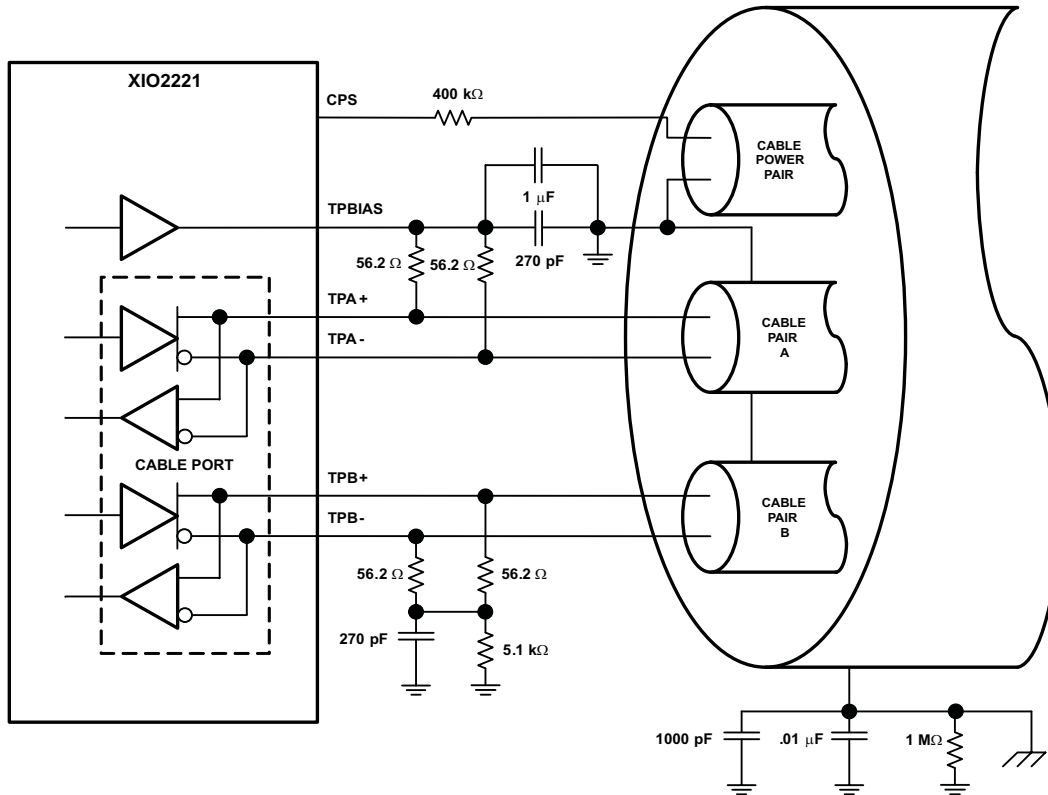 XIO2221
CPS
400 kΩ
CABLE
POWER
PAIR
1 μF
TPBIAS
56.2 Ω
56.2 Ω
270 pF
TPA+
TPA-
CABLE
PAIR
A
CABLE PORT
TPB+
TPB-
CABLE
PAIR
B
56.2 Ω
56.2 Ω
270 pF
5.1 kΩ
1000 pF
.01 μF
1 MΩ